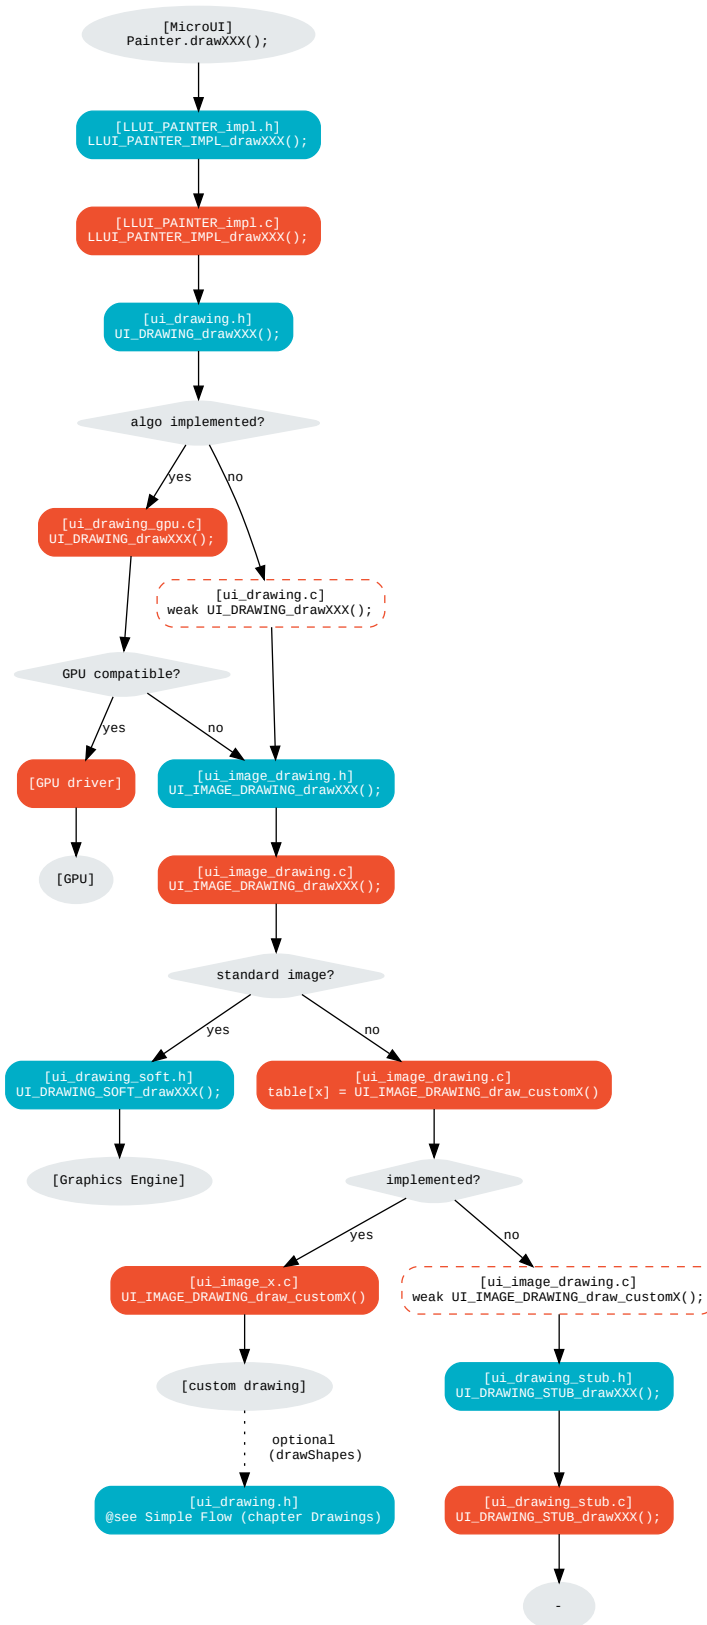 [MicroUI]
Painter.drawXXX();
[LLUI_PAINTER_impl.h]
LLUI_PAINTER_IMPL_drawXXX();
[LLUI_PAINTER_impl.c]
LLUI_PAINTER_IMPL_drawXXX();
[ui_drawing.h]
UI_DRAWING_drawXXX();
algo implemented?
yes
no
[ui_drawing_gpu.c]
UI_DRAWING_drawXXX();
[ui_drawing.c]
weak UI_DRAWING_drawXXX();
GPU compatible?
yes
no
[GPU driver]
[ui_image_drawing.h]
UI_IMAGE_DRAWING_drawXXX();
[GPU]
[ui_image_drawing.c]
UI_IMAGE_DRAWING_drawXXX();
standard image?
yes
no
[ui_drawing_soft.h]
UI_DRAWING_SOFT_drawXXX();
[ui_image_drawing.c]
table[x] = UI_IMAGE_DRAWING_draw_customX()
[Graphics Engine]
implemented?
yes
no
[ui_image_x.c]
UI_IMAGE_DRAWING_draw_customX()
[ui_image_drawing.c]
weak UI_IMAGE_DRAWING_draw_customX();
[custom drawing]
[ui_drawing_stub.h]
UI_DRAWING_STUB_drawXXX();
optional
(drawShapes)
[ui_drawing.h]
@see Simple Flow (chapter Drawings)
[ui_drawing_stub.c]
UI_DRAWING_STUB_drawXXX();
-